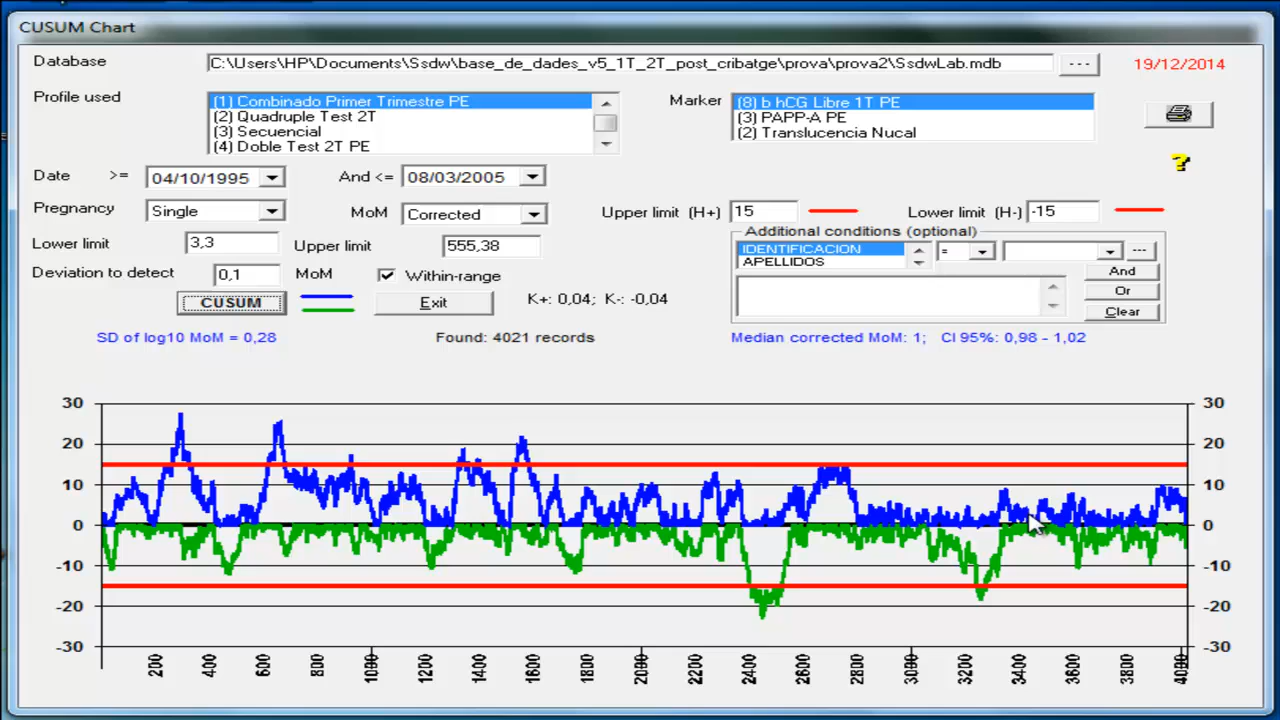 CUSUM Chart
Database C:\Users\HP\Documents\Ssdw\base_de_dades_v5_1T_2T_post_cribatge\prova\prova2\SsdwLab.mdb ... 19/12/2014
Profile used (1) Combinado Primer Trimestre PE Marker (8) b hCG Libre 1T PE
(2) Quadruple Test 2T (3) PAPP-A PE
(3) Secuencial (2) Translucencia Nucal
(4) Doble Test 2T PE
?
Date >= 04/10/1995 And <= 08/03/2005
Pregnancy Single MoM Corrected Upper limit (H+) 15 Lower limit (H-) -15
Additional conditions (optional)
Lower limit 3,3 Upper limit 555,38 IDENTIFICACION = ...
APELLIDOS
Deviation to detect 0,1 MoM Within-range And
CUSUM Exit K+: 0,04; K-: -0,04 Or
Clear
SD of log10 MoM = 0,28 Found: 4021 records Median corrected MoM: 1; CI 95%: 0,98 - 1,02
30 30
20 20
10 10
0 0
-10 -10
-20 -20
-30 -30
200 400 600 800 1000 1200 1400 1600 1800 2000 2200 2400 2600 2800 3000 3200 3400 3600 3800 4000